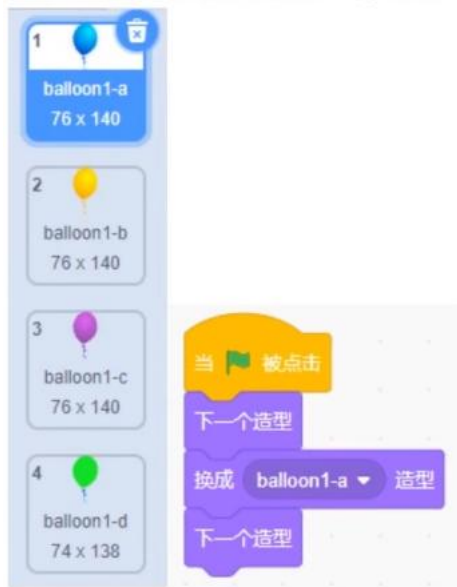 1
balloon1-a
76 x 140
2
balloon1-b
76 x 140
3
balloon1-c
76 x 140
4
balloon1-d
74 x 138
当 被点击
下一个造型
换成 balloon1-a 造型
下一个造型